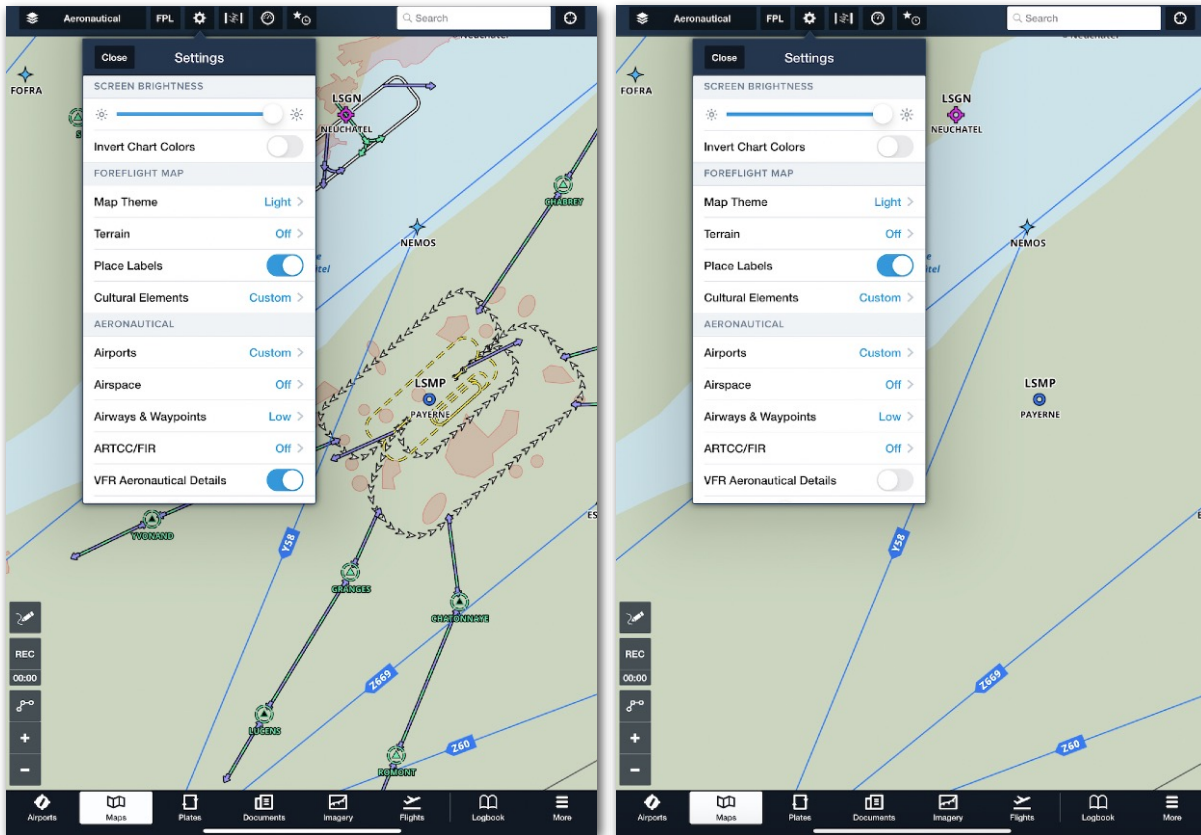 Aeronautical FPL Search
Close Settings
SCREEN BRIGHTNESS
Invert Chart Colors
FOREFLIGHT MAP
Map Theme Light >
Terrain Off >
Place Labels
Cultural Elements Custom >
AERONAUTICAL
Airports Custom >
Airspace Off >
Airways & Waypoints Low >
ARTCC/FIR Off >
VFR Aeronautical Details
FOFRA
LSGN
NEUCHATEL
CHABREY
NEMOS
LSMP
PAYERNE
YVONAND
Y58
GRANGES
CHATONNAYE
Z669
LUCENS
Z60
ROMONT
ES
REC
00:00
+
−
Airports Maps Plates Documents Imagery Flights Logbook More
Aeronautical FPL Search
Close Settings
SCREEN BRIGHTNESS
Invert Chart Colors
FOREFLIGHT MAP
Map Theme Light >
Terrain Off >
Place Labels
Cultural Elements Custom >
AERONAUTICAL
Airports Custom >
Airspace Off >
Airways & Waypoints Low >
ARTCC/FIR Off >
VFR Aeronautical Details
FOFRA
LSGN
NEUCHATEL
NEMOS
LSMP
PAYERNE
Y58
Z669
Z60
REC
00:00
+
−
Airports Maps Plates Documents Imagery Flights Logbook More